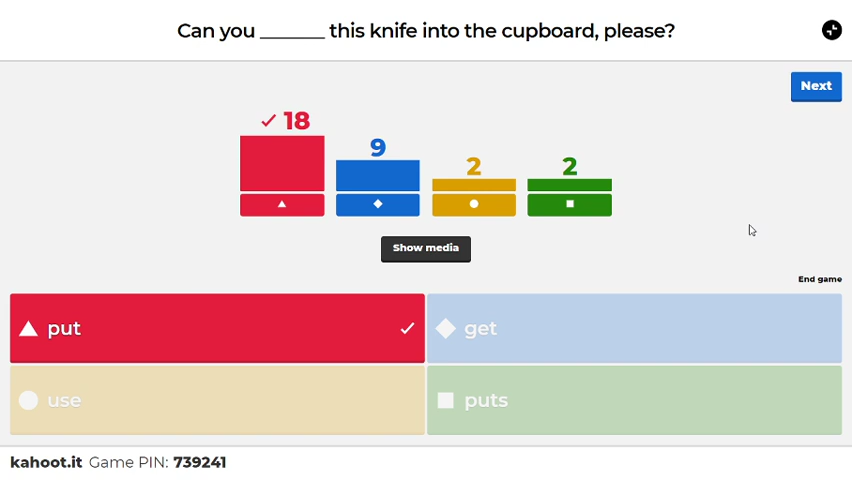 Can you _______ this knife into the cupboard, please?
Next
18
9
2
2
Show media
End game
put
get
use
puts
kahoot.it Game PIN: 739241